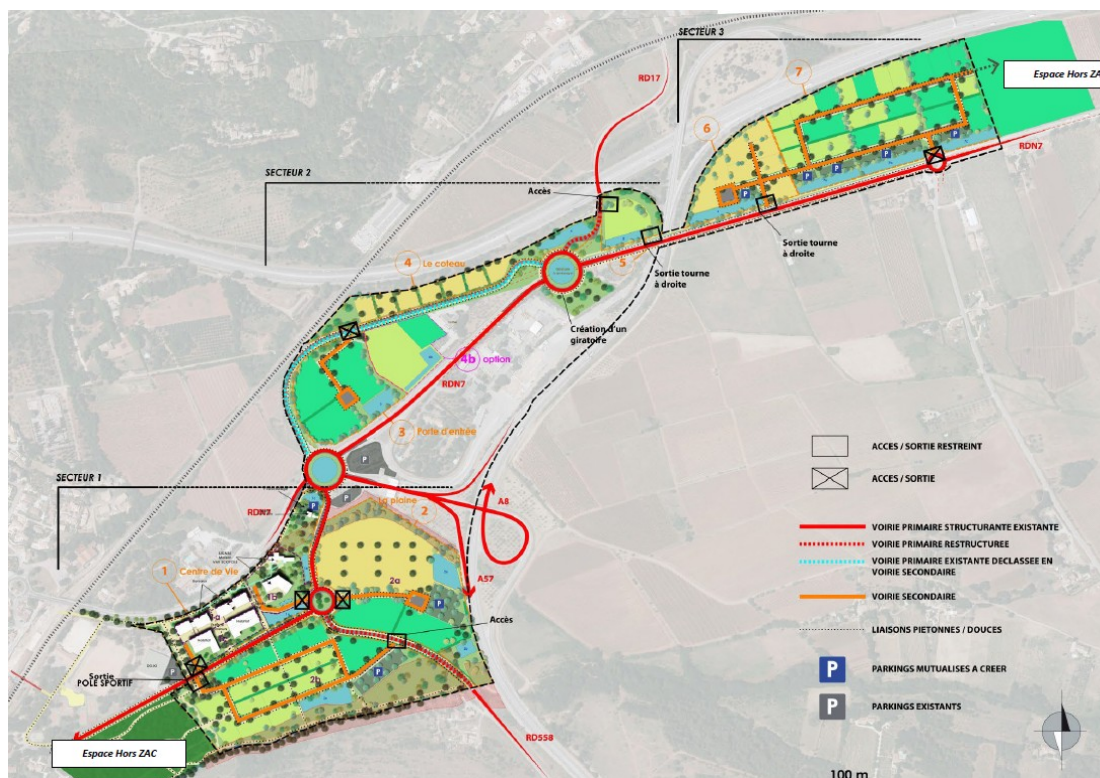 SECTEUR 3
RD17
7
Espace Hors ZA
6
P
P
P
P
P
RDN7
SECTEUR 2
Accès
Sortie tourne
à droite
5
Sortie tourne
à droite
4 Le coteau
Création d'un
giratoire
4b option
RDN7
3 Porte d'entrée
P
SECTEUR 1
P
P
La plaine
2
A8
RDN7
A57
1
Centre de Vie
1B
2a
P
Accès
P
P
Sortie
POLE SPORTIF
2b
Espace Hors ZAC
RD558
ACCES / SORTIE RESTREINT
ACCES / SORTIE
VOIRIE PRIMAIRE STRUCTURANTE EXISTANTE
VOIRIE PRIMAIRE RESTRUCTUREE
VOIRIE PRIMAIRE EXISTANTE DECLASSEE EN
VOIRIE SECONDAIRE
VOIRIE SECONDAIRE
LIAISONS PIETONNES / DOUCES
P PARKINGS MUTUALISES A CREER
P PARKINGS EXISTANTS
100 m